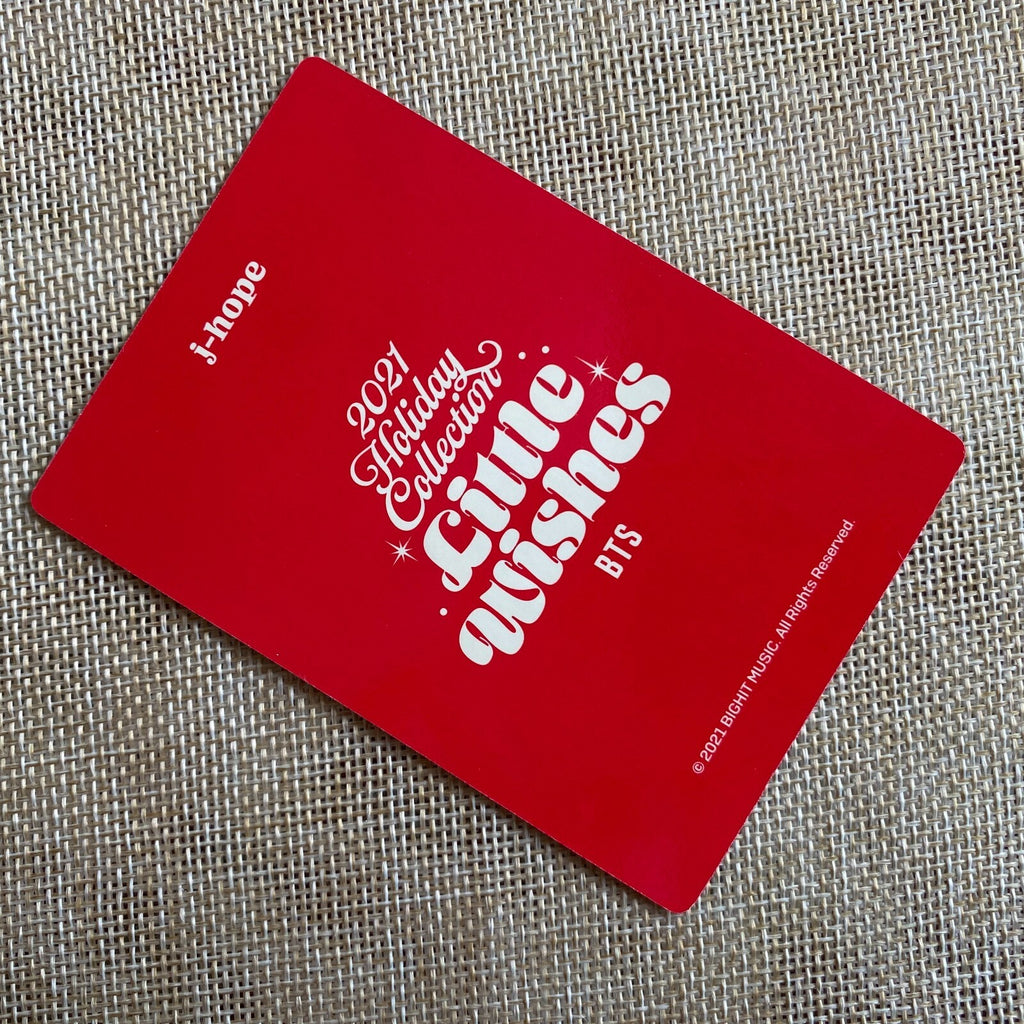 j-hope
2021
Holiday
Collection
Little
Wishes
BTS
© 2021 BIGHIT MUSIC. All Rights Reserved.